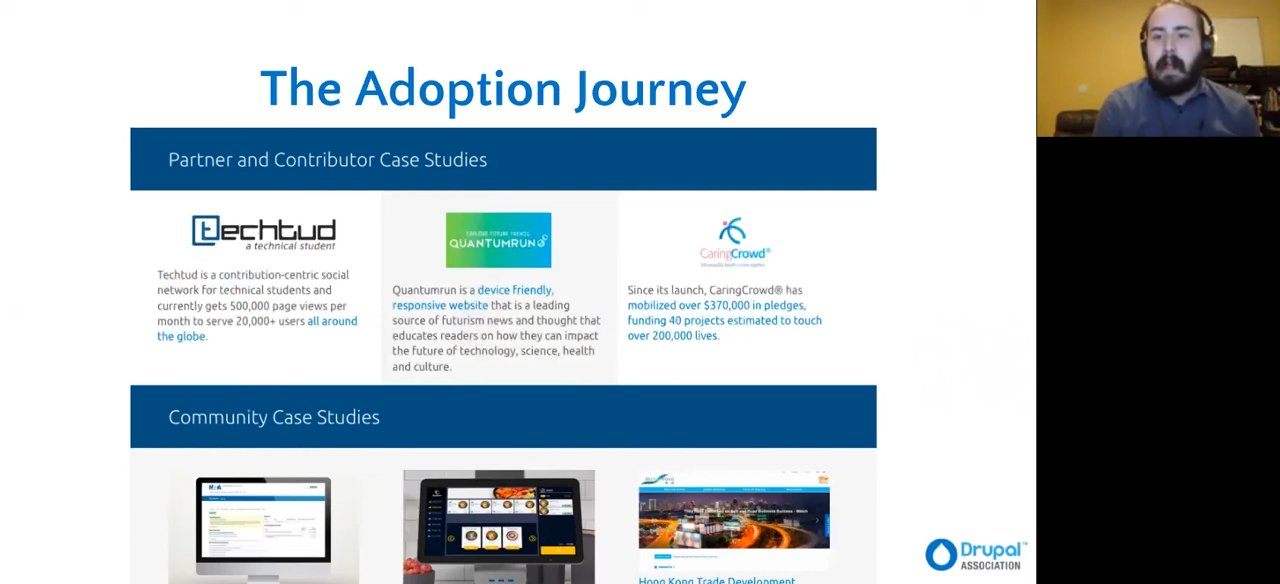 The Adoption Journey
Partner and Contributor Case Studies
techtud
a technical student
Techtud is a contribution-centric social
network for technical students and
currently gets 500,000 page views per
month to serve 20,000+ users all around
the globe.
EXPLORE FUTURE TRENDS
QUANTUMRUN
Quantumrun is a device friendly,
responsive website that is a leading
source of futurism news and thought that
educates readers on how they can impact
the future of technology, science, health
and culture.
CaringCrowd®
Since its launch, CaringCrowd® has
mobilized over $370,000 in pledges,
funding 40 projects estimated to touch
over 200,000 lives.
Community Case Studies
Hong Kong Trade Development
Drupal™
ASSOCIATION